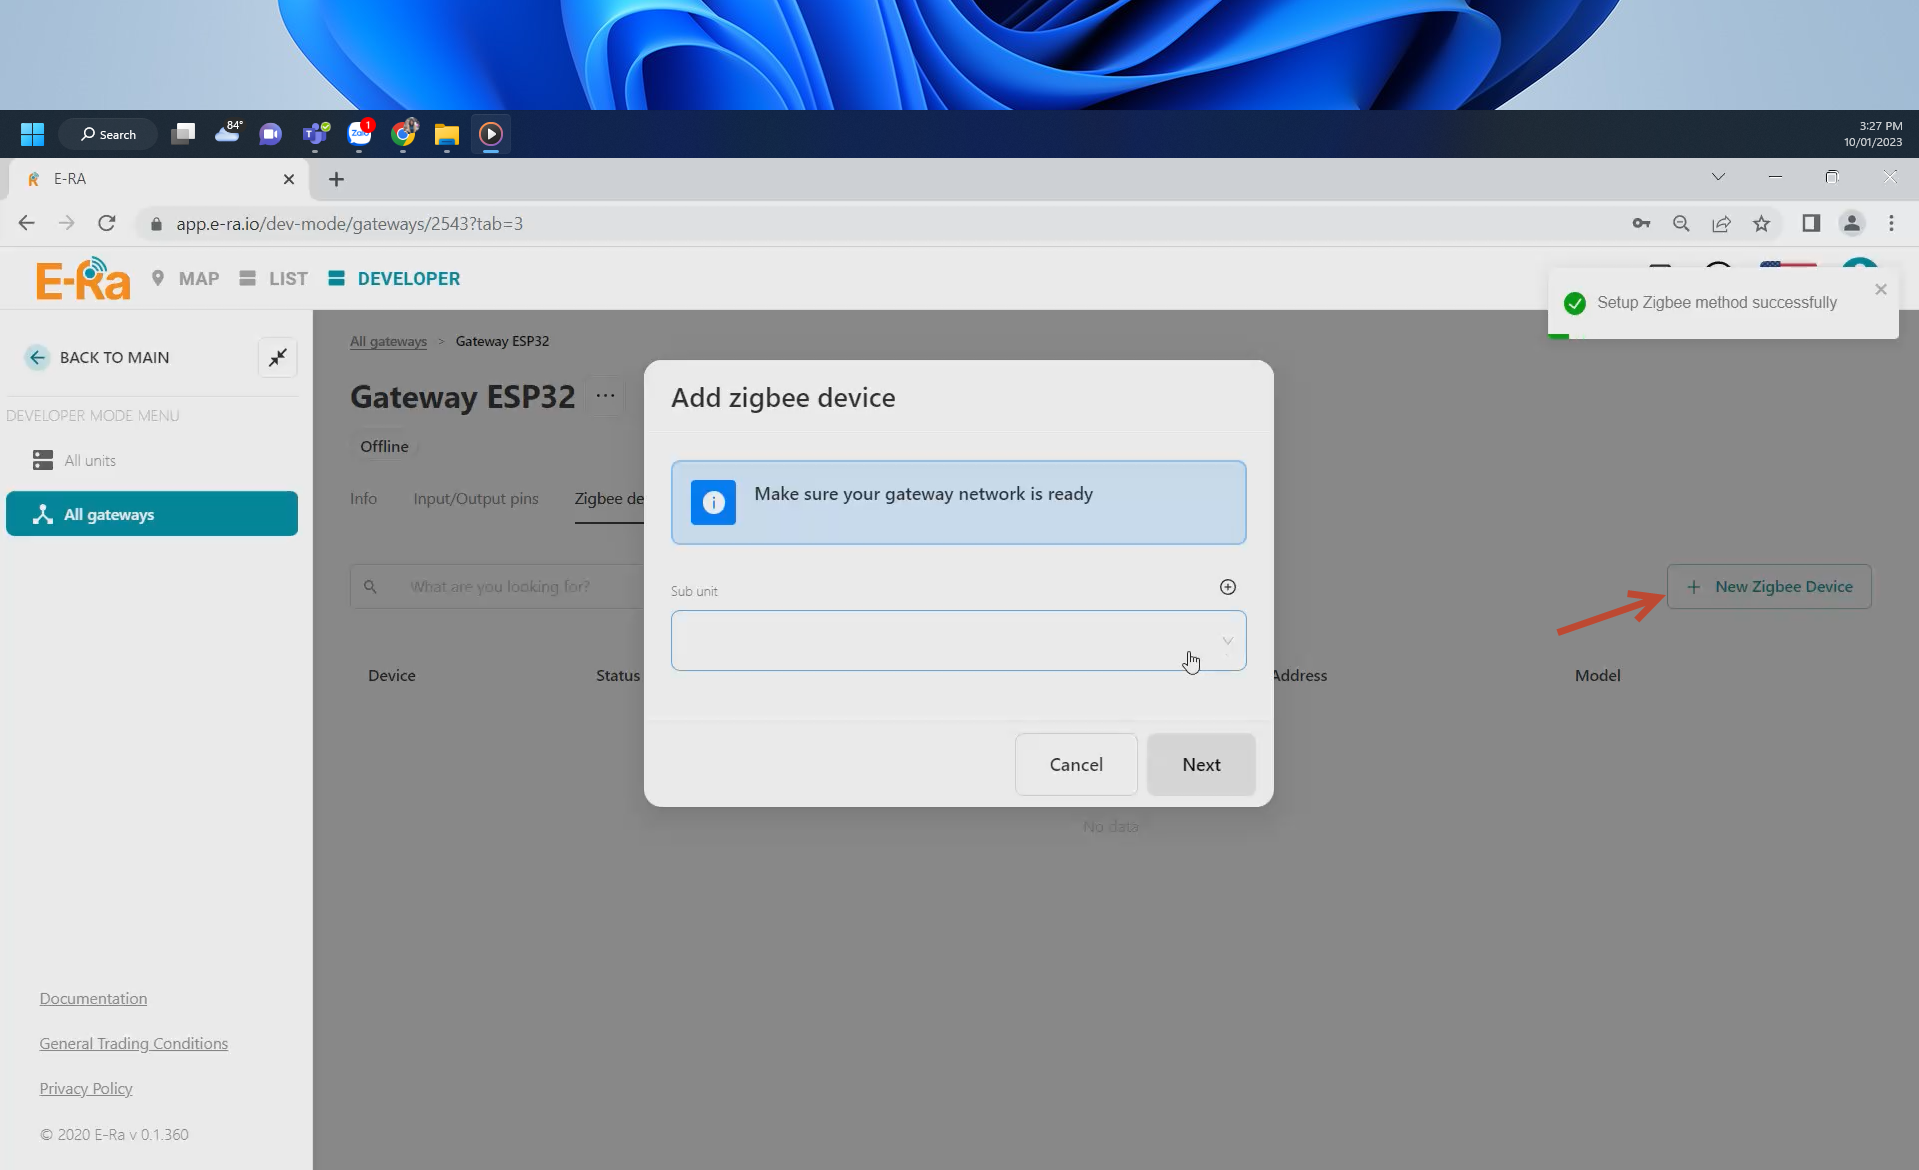 Search
84°
Zalo
1
3:27 PM
10/01/2023
E-RA
app.e-ra.io/dev-mode/gateways/2543?tab=3
E-Ra
MAP
LIST
DEVELOPER
Setup Zigbee method successfully
BACK TO MAIN
DEVELOPER MODE MENU
All units
All gateways
Documentation
General Trading Conditions
Privacy Policy
© 2020 E-Ra v 0.1.360
All gateways > Gateway ESP32
Gateway ESP32 ...
Offline
Info Input/Output pins Zigbee de
What are you looking for?
+ New Zigbee Device
Device Status Address Model
No data
Add zigbee device
Make sure your gateway network is ready
Sub unit
Cancel Next